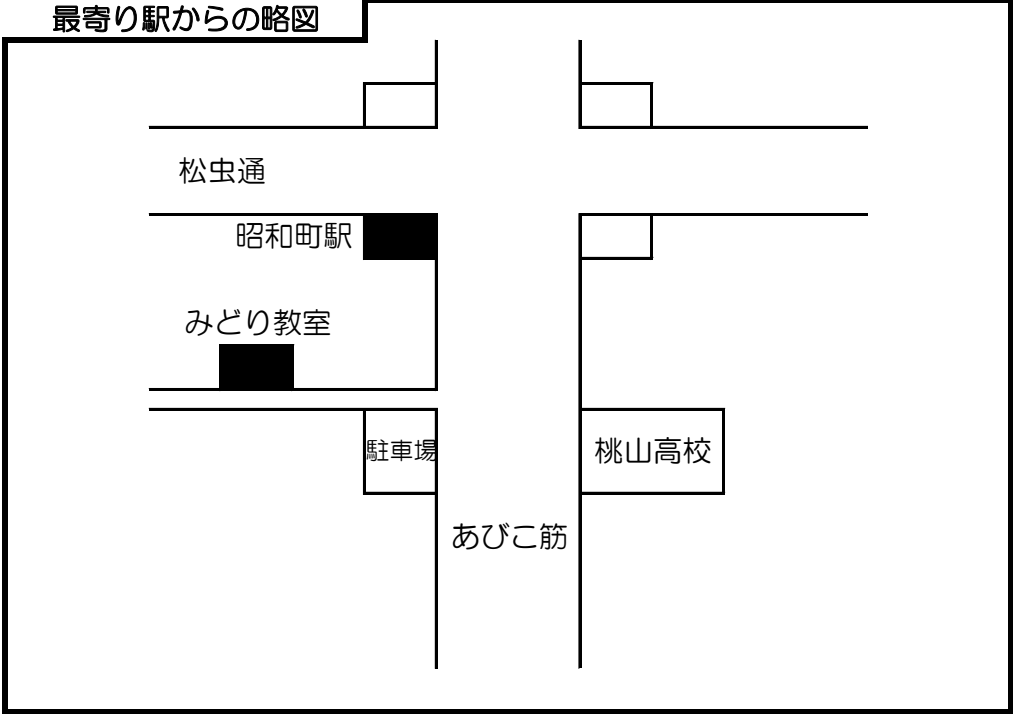 最寄り駅からの略図
松虫通
昭和町駅
みどり教室
駐車場
桃山高校
あびこ筋